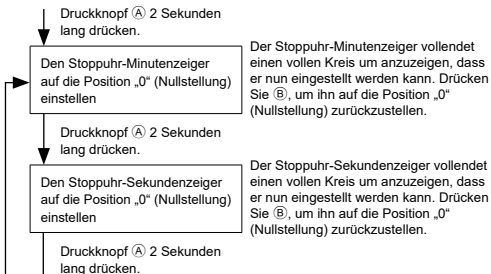 Druckknopf Ⓐ 2 Sekunden
lang drücken.
Den Stoppuhr-Minutenzeiger
auf die Position „0“ (Nullstellung)
einstellen
Der Stoppuhr-Minutenzeiger vollendet
einen vollen Kreis um anzuzeigen, dass
er nun eingestellt werden kann. Drücken
Sie Ⓑ, um ihn auf die Position „0“
(Nullstellung) zurückzustellen.
Druckknopf Ⓐ 2 Sekunden
lang drücken.
Den Stoppuhr-Sekundenzeiger
auf die Position „0“ (Nullstellung)
einstellen
Der Stoppuhr-Sekundenzeiger vollendet
einen vollen Kreis um anzuzeigen, dass
er nun eingestellt werden kann. Drücken
Sie Ⓑ, um ihn auf die Position „0“
(Nullstellung) zurückzustellen.
Druckknopf Ⓐ 2 Sekunden
lang drücken.